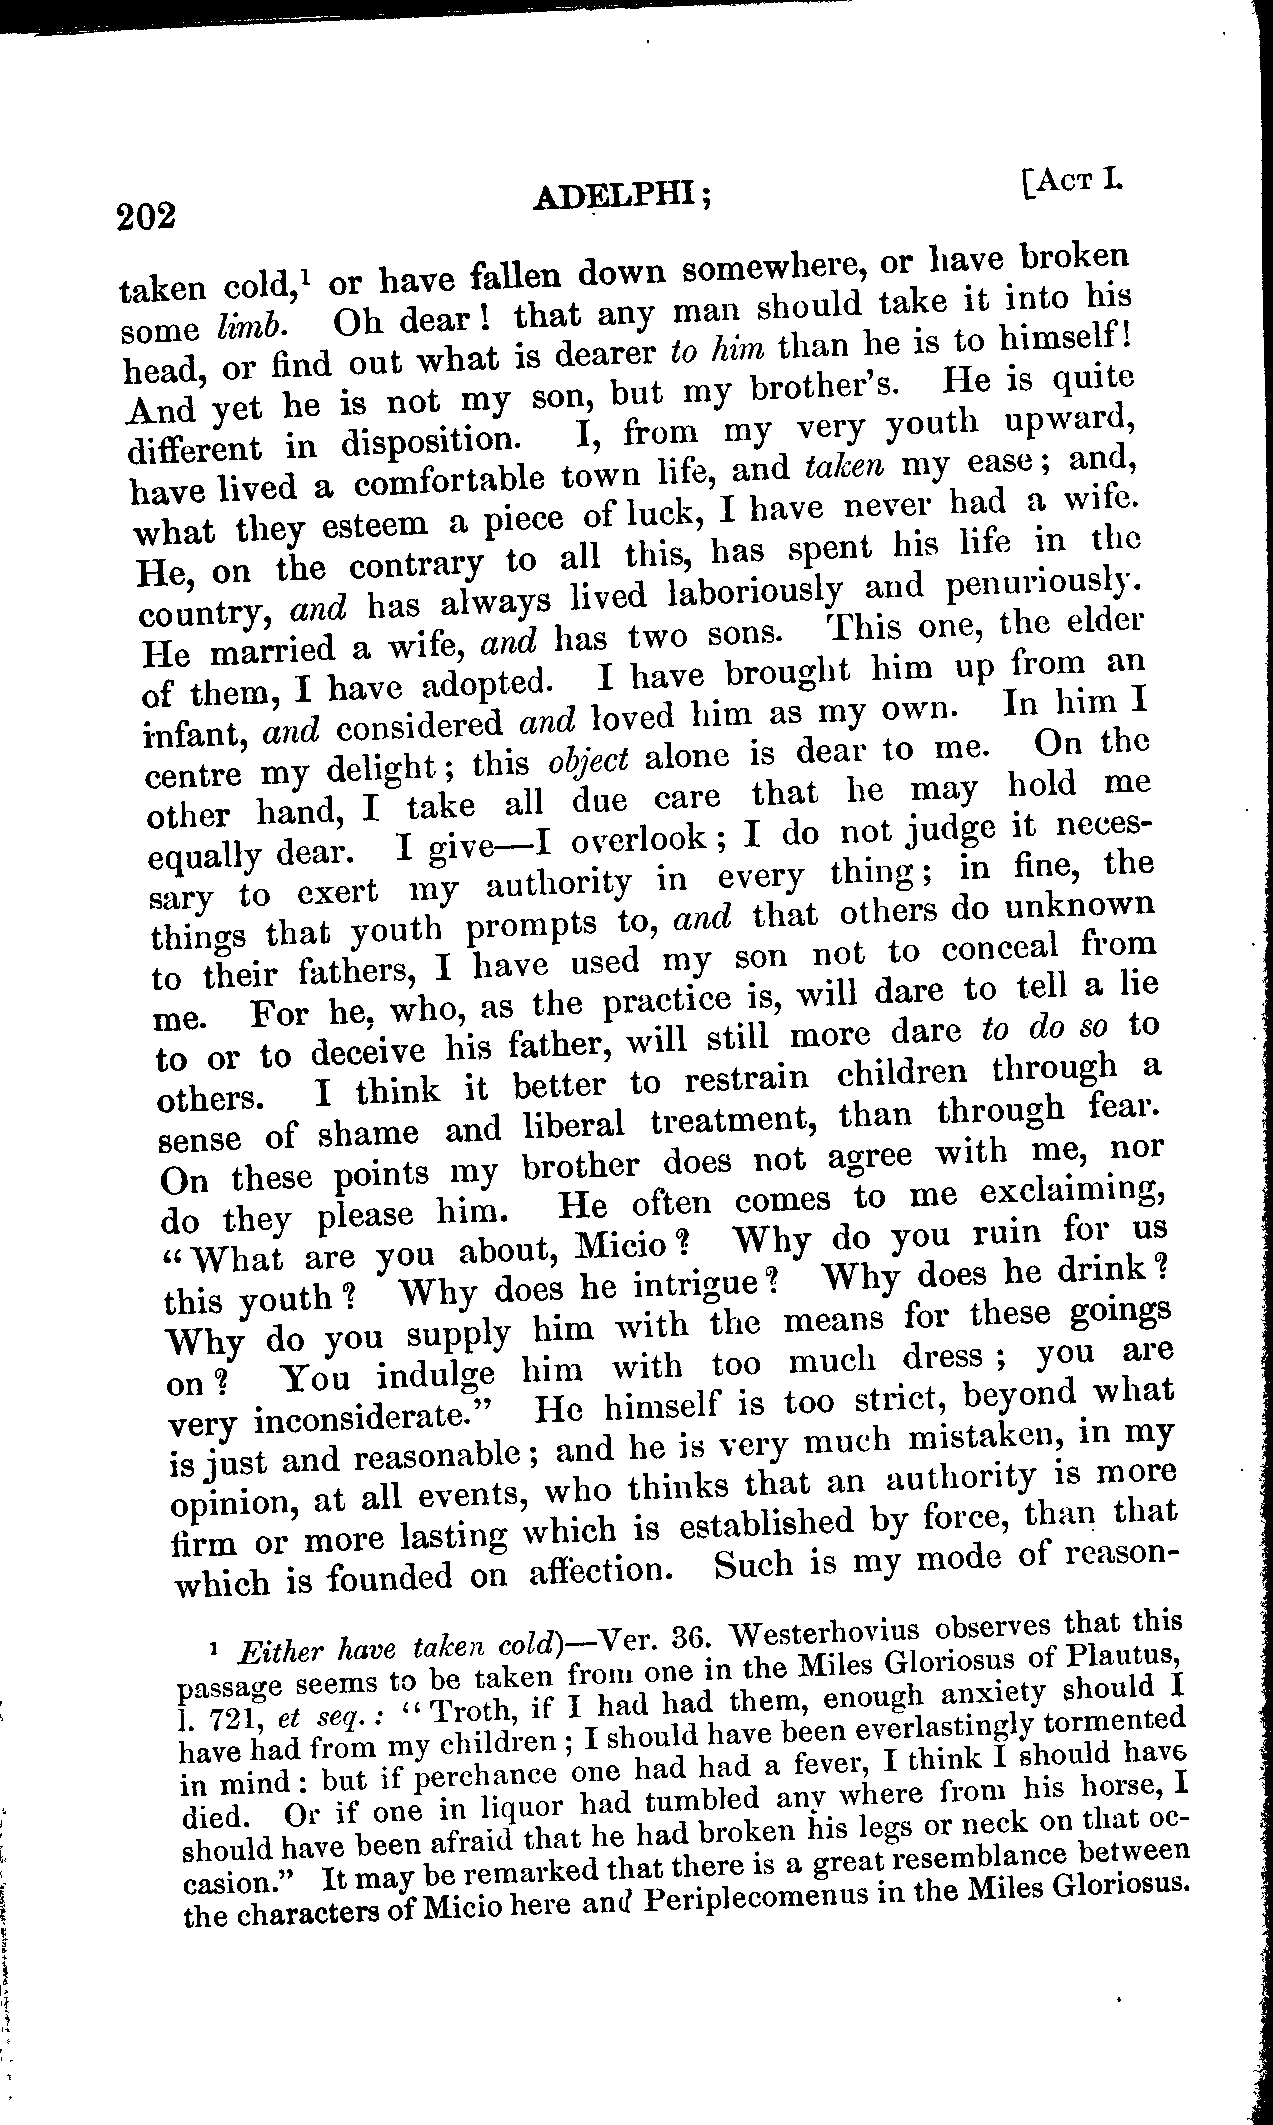 202 ADELPHI; [ACT I.
taken cold,¹ or have fallen down somewhere, or have broken
some limb. Oh dear! that any man should take it into his
head, or find out what is dearer to him than he is to himself!
And yet he is not my son, but my brother's. He is quite
different in disposition. I, from my very youth upward,
have lived a comfortable town life, and taken my ease; and,
what they esteem a piece of luck, I have never had a wife.
He, on the contrary to all this, has spent his life in the
country, and has always lived laboriously and penuriously.
He married a wife, and has two sons. This one, the elder
of them, I have adopted. I have brought him up from an
infant, and considered and loved him as my own. In him I
centre my delight; this object alone is dear to me. On the
other hand, I take all due care that he may hold me
equally dear. I give—I overlook; I do not judge it neces-
sary to exert my authority in every thing; in fine, the
things that youth prompts to, and that others do unknown
to their fathers, I have used my son not to conceal from
me. For he, who, as the practice is, will dare to tell a lie
to or to deceive his father, will still more dare to do so to
others. I think it better to restrain children through a
sense of shame and liberal treatment, than through fear.
On these points my brother does not agree with me, nor
do they please him. He often comes to me exclaiming,
"What are you about, Micio? Why do you ruin for us
this youth? Why does he intrigue? Why does he drink?
Why do you supply him with the means for these goings
on? You indulge him with too much dress; you are
very inconsiderate." He himself is too strict, beyond what
is just and reasonable; and he is very much mistaken, in my
opinion, at all events, who thinks that an authority is more
firm or more lasting which is established by force, than that
which is founded on affection. Such is my mode of reason-
¹ Either have taken cold)—Ver. 36. Westerhovius observes that this
passage seems to be taken from one in the Miles Gloriosus of Plautus,
l. 721, et seq.: "Troth, if I had had them, enough anxiety should I
have had from my children; I should have been everlastingly tormented
in mind: but if perchance one had had a fever, I think I should have
died. Or if one in liquor had tumbled any where from his horse, I
should have been afraid that he had broken his legs or neck on that oc-
casion." It may be remarked that there is a great resemblance between
the characters of Micio here and Periplecomenus in the Miles Gloriosus.